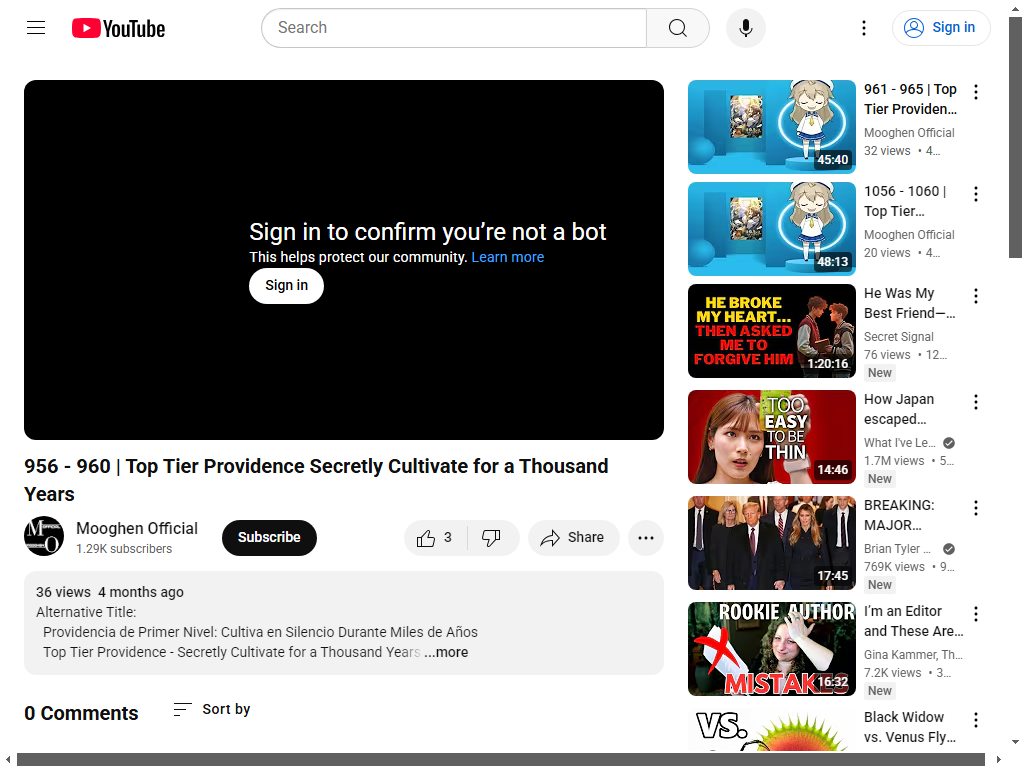 YouTube
Search
Sign in
Sign in to confirm you’re not a bot
This helps protect our community. Learn more
Sign in
956 - 960 | Top Tier Providence Secretly Cultivate for a Thousand
Years
Mooghen Official
1.29K subscribers
Subscribe
3
Share
36 views 4 months ago
Alternative Title:
Providencia de Primer Nivel: Cultiva en Silencio Durante Miles de Años
Top Tier Providence - Secretly Cultivate for a Thousand Years ...more
0 Comments
Sort by
45:40
961 - 965 | Top
Tier Providen...
Mooghen Official
32 views • 4...
48:13
1056 - 1060 |
Top Tier...
Mooghen Official
20 views • 4...
HE BROKE
MY HEART...
THEN ASKED
ME TO
FORGIVE HIM
1:20:16
He Was My
Best Friend—...
Secret Signal
76 views • 12...
New
TOO
EASY
TO BE
THIN
14:46
How Japan
escaped...
What I've Le...
1.7M views • 5...
New
17:45
BREAKING:
MAJOR...
Brian Tyler ...
769K views • 9...
New
ROOKIE AUTHOR
MISTAKES
16:32
I’m an Editor
and These Are...
Gina Kammer, Th...
7.2K views • 3...
New
VS.
Black Widow
vs. Venus Fly...